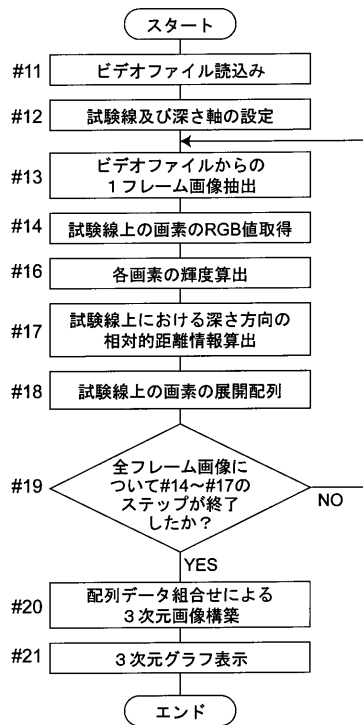 スタート
#11 ビデオファイル読込み
#12 試験線及び深さ軸の設定
#13 ビデオファイルからの
1フレーム画像抽出
#14 試験線上の画素のRGB値取得
#16 各画素の輝度算出
#17 試験線上における深さ方向の
相対的距離情報算出
#18 試験線上の画素の展開配列
全フレーム画像に
#19 ついて#14〜#17の
ステップが終了
したか？
NO
YES
#20 配列データ組合せによる
3次元画像構築
#21 3次元グラフ表示
エンド